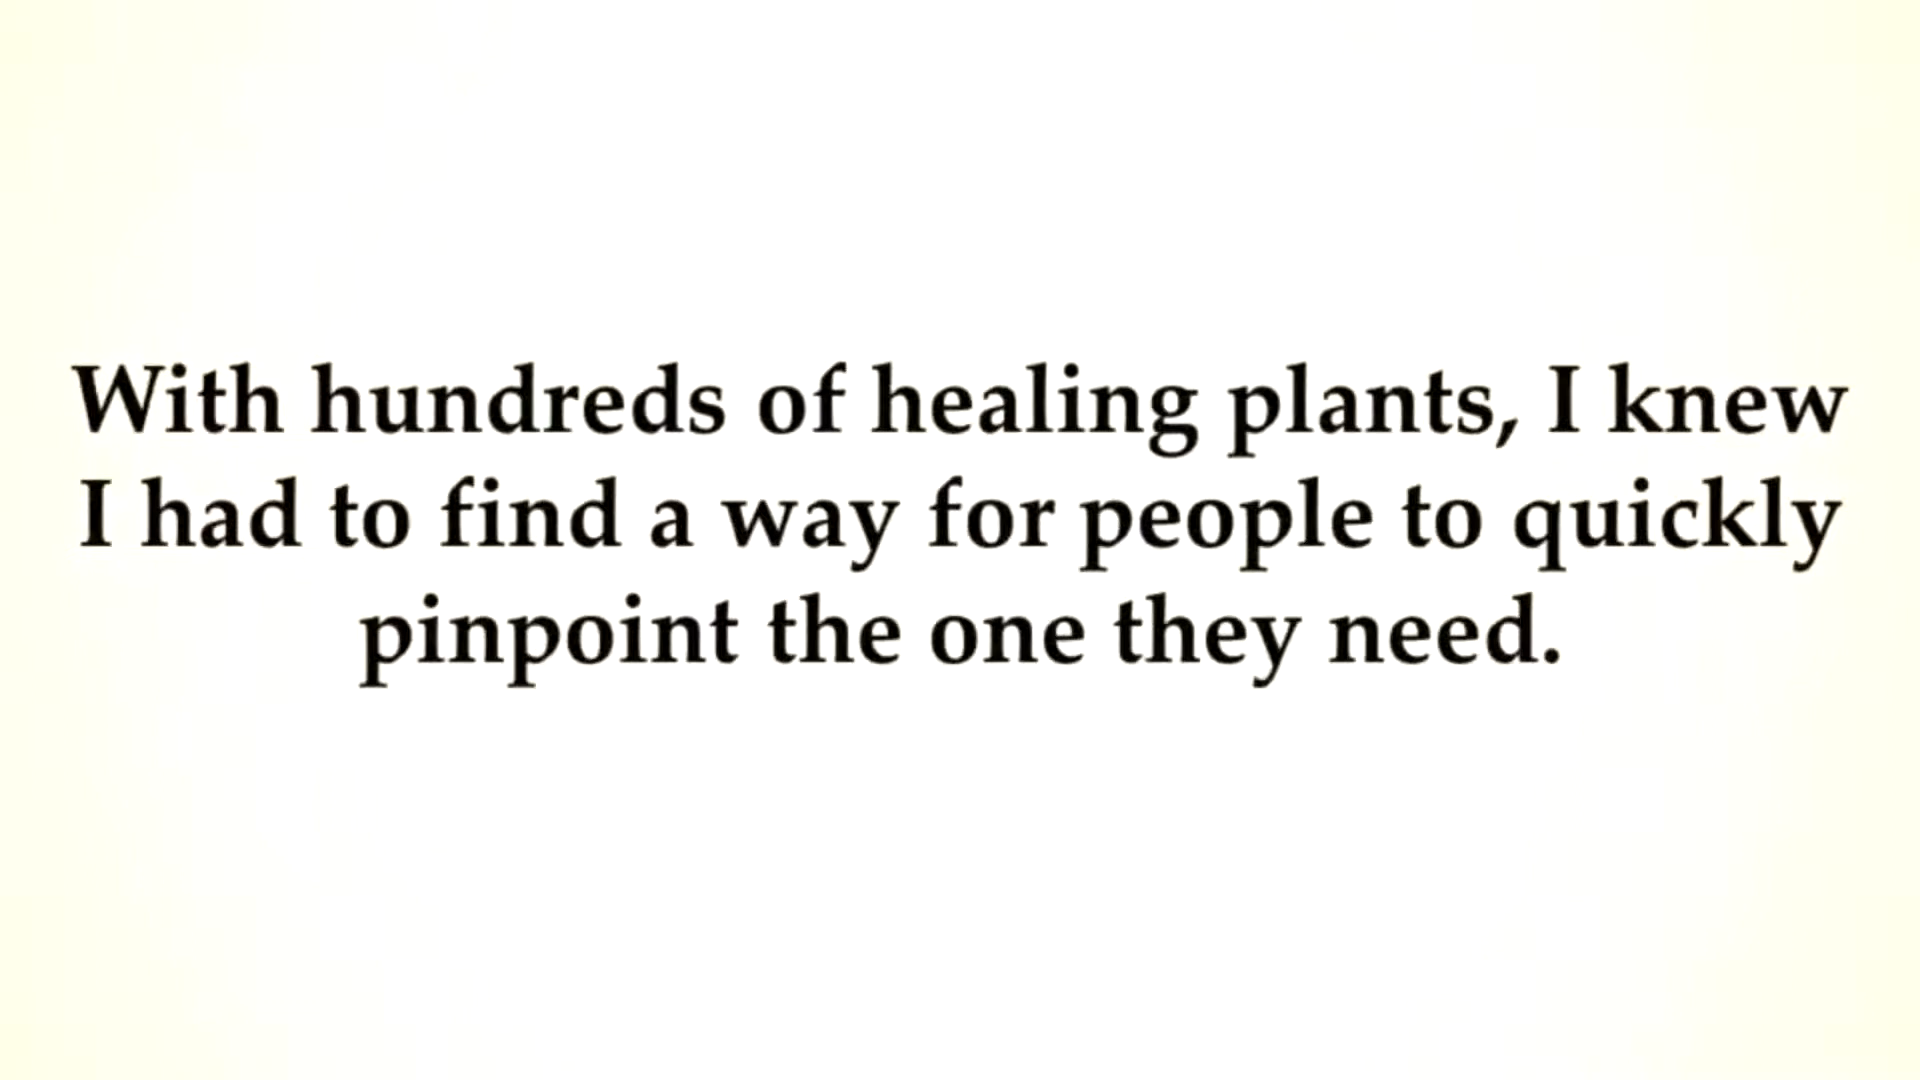 With hundreds of healing plants, I knew
I had to find a way for people to quickly
pinpoint the one they need.